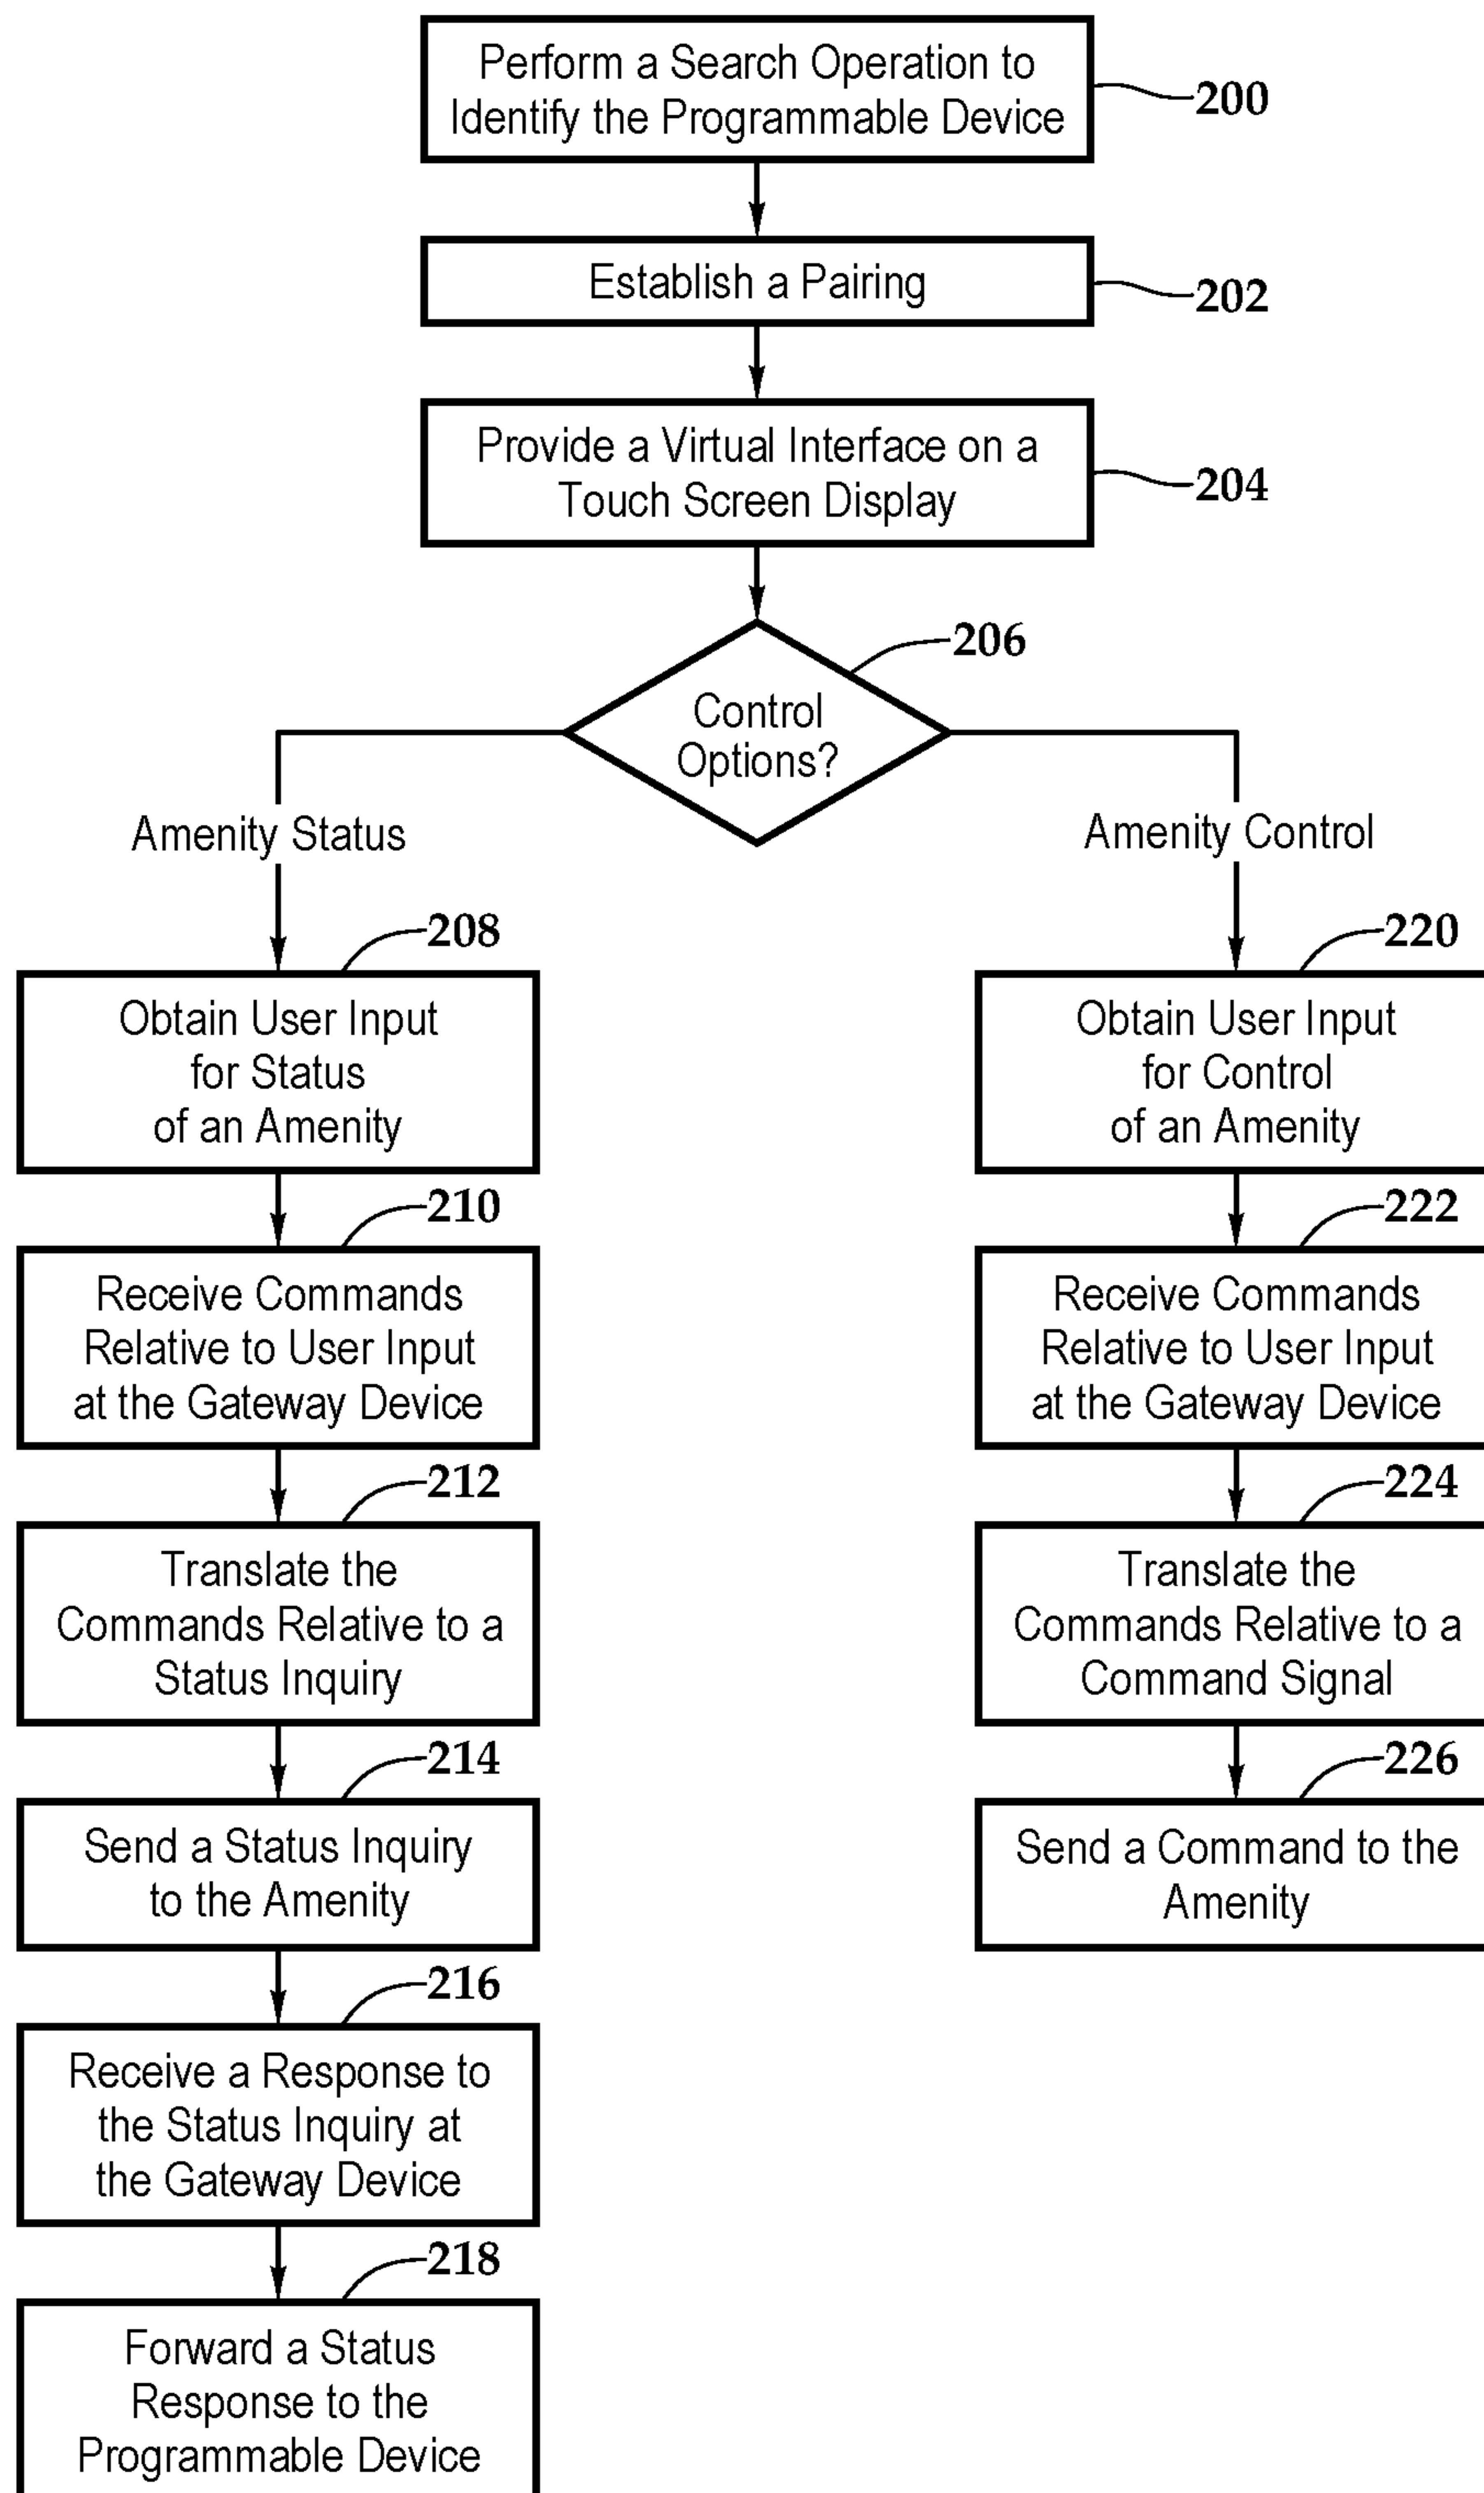 Perform a Search Operation to
Identify the Programmable Device
200
Establish a Pairing
202
Provide a Virtual Interface on a
Touch Screen Display
204
206
Control
Options?
Amenity Status
208
Obtain User Input
for Status
of an Amenity
210
Receive Commands
Relative to User Input
at the Gateway Device
212
Translate the
Commands Relative to a
Status Inquiry
214
Send a Status Inquiry
to the Amenity
216
Receive a Response to
the Status Inquiry at
the Gateway Device
218
Forward a Status
Response to the
Programmable Device
Amenity Control
220
Obtain User Input
for Control
of an Amenity
222
Receive Commands
Relative to User Input
at the Gateway Device
224
Translate the
Commands Relative to a
Command Signal
226
Send a Command to the
Amenity